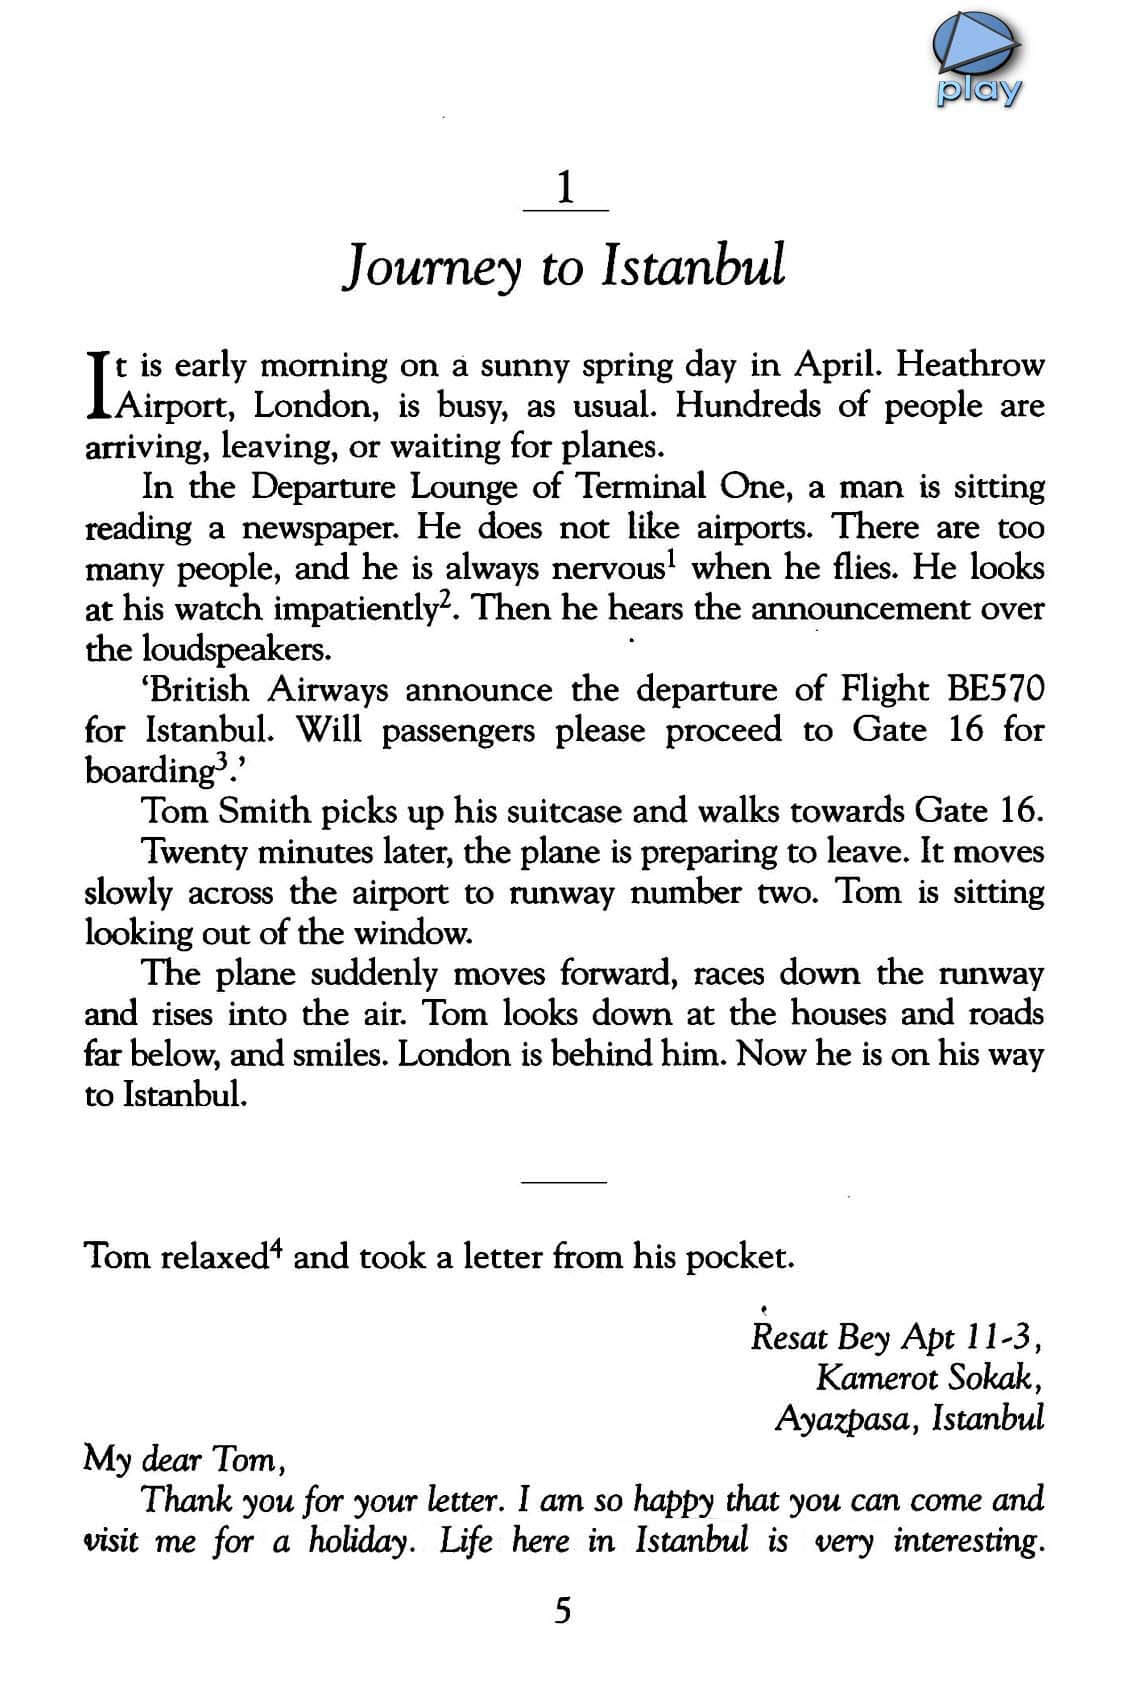 play
1
Journey to Istanbul
It is early morning on a sunny spring day in April. Heathrow
Airport, London, is busy, as usual. Hundreds of people are
arriving, leaving, or waiting for planes.
In the Departure Lounge of Terminal One, a man is sitting
reading a newspaper. He does not like airports. There are too
many people, and he is always nervous¹ when he flies. He looks
at his watch impatiently². Then he hears the announcement over
the loudspeakers.
‘British Airways announce the departure of Flight BE570
for Istanbul. Will passengers please proceed to Gate 16 for
boarding³.’
Tom Smith picks up his suitcase and walks towards Gate 16.
Twenty minutes later, the plane is preparing to leave. It moves
slowly across the airport to runway number two. Tom is sitting
looking out of the window.
The plane suddenly moves forward, races down the runway
and rises into the air. Tom looks down at the houses and roads
far below, and smiles. London is behind him. Now he is on his way
to Istanbul.
Tom relaxed⁴ and took a letter from his pocket.
Resat Bey Apt 11-3,
Kamerot Sokak,
Ayazpasa, Istanbul
My dear Tom,
Thank you for your letter. I am so happy that you can come and
visit me for a holiday. Life here in Istanbul is very interesting.
5